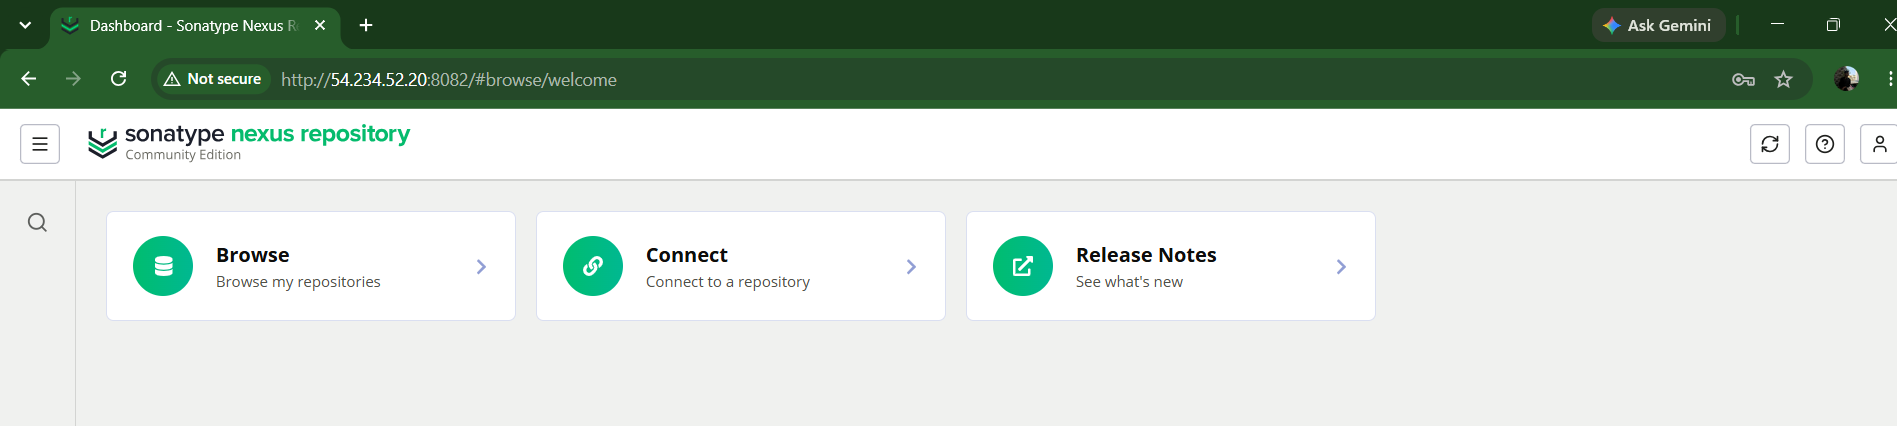 Dashboard - Sonatype Nexus R
Ask Gemini
Not secure
http://54.234.52.20:8082/#browse/welcome
sonatype nexus repository
Community Edition
Browse
Browse my repositories
Connect
Connect to a repository
Release Notes
See what's new